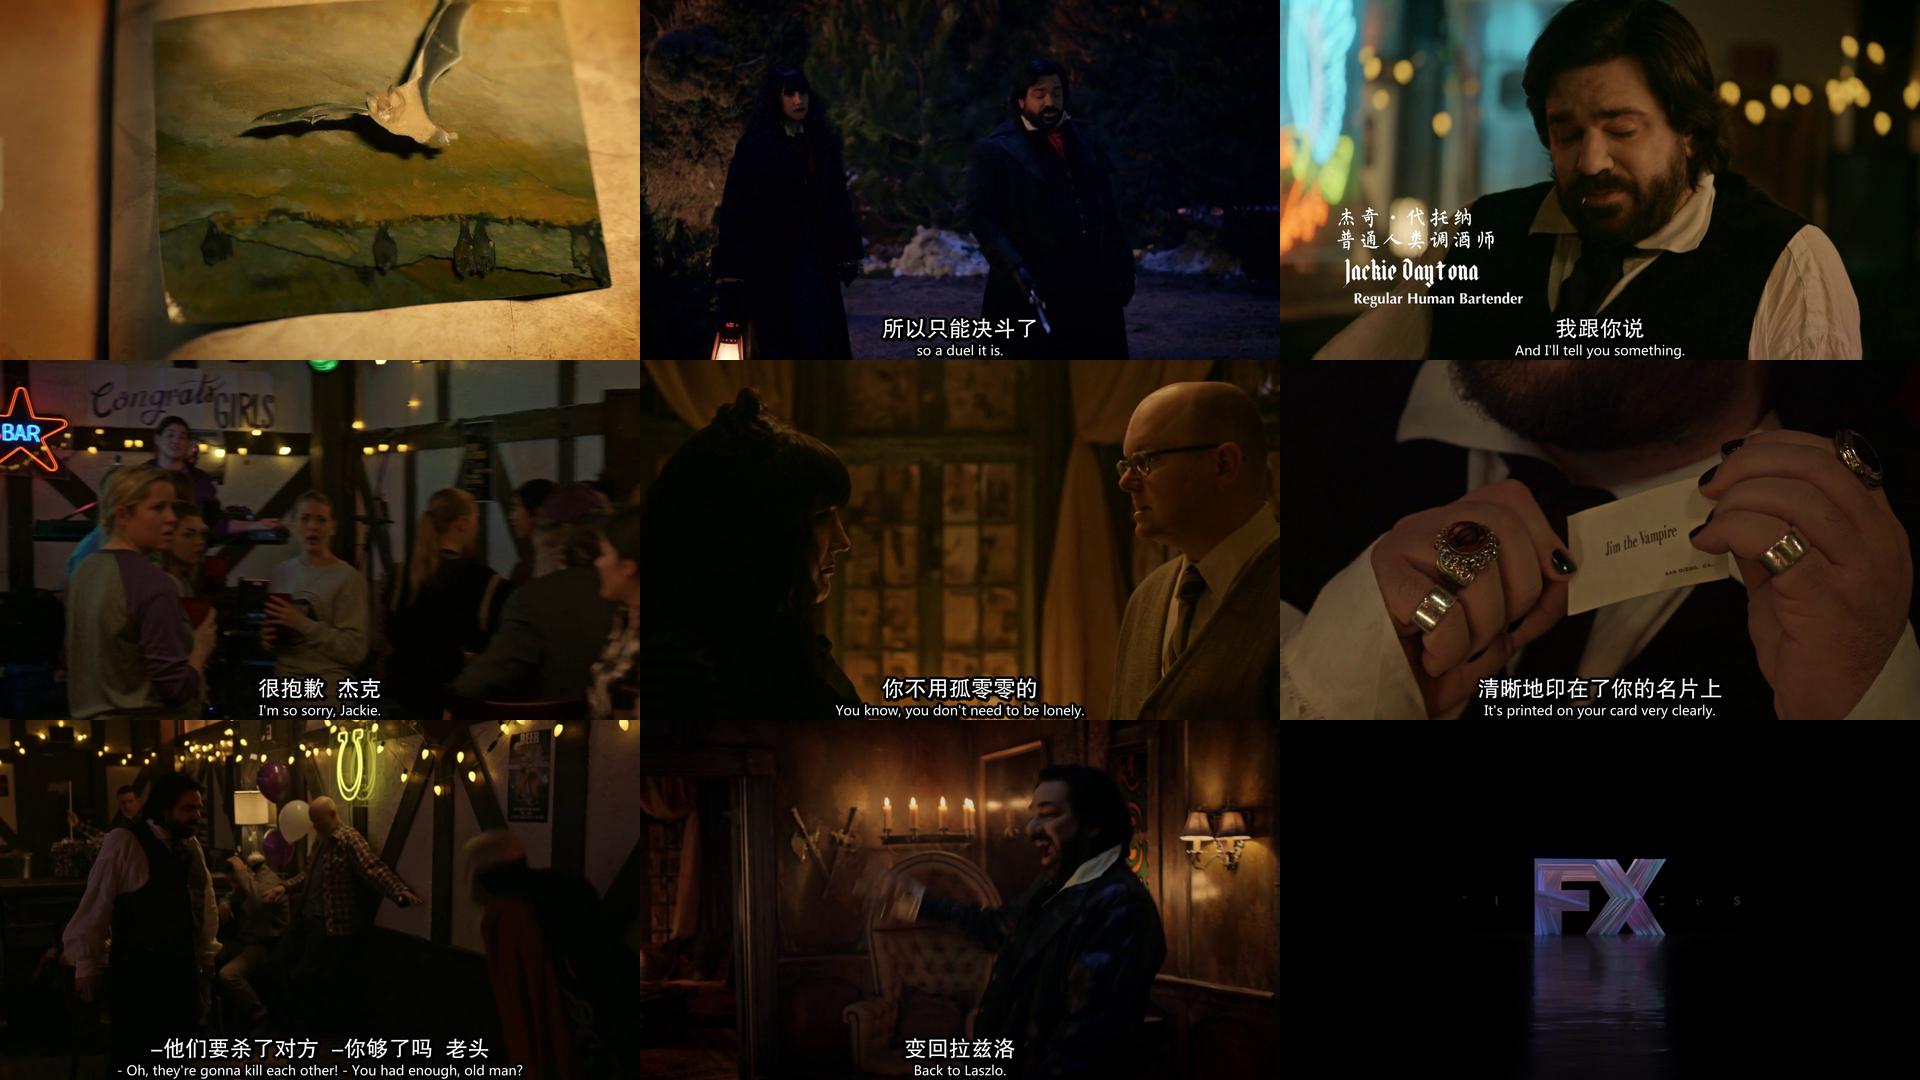 所以只能决斗了
so a duel it is.
杰奇·代托纳
普通人类调酒师
Jackie Daytona
Regular Human Bartender
我跟你说
And I'll tell you something.
Congrats GIRLS
BAR
很抱歉 杰克
I'm so sorry, Jackie.
你不用孤零零的
You know, you don't need to be lonely.
Jim the Vampire
SAN DIEGO, CA.
清晰地印在了你的名片上
It's printed on your card very clearly.
BEER
-他们要杀了对方 -你够了吗 老头
- Oh, they're gonna kill each other! - You had enough, old man?
变回拉兹洛
Back to Laszlo.
FX